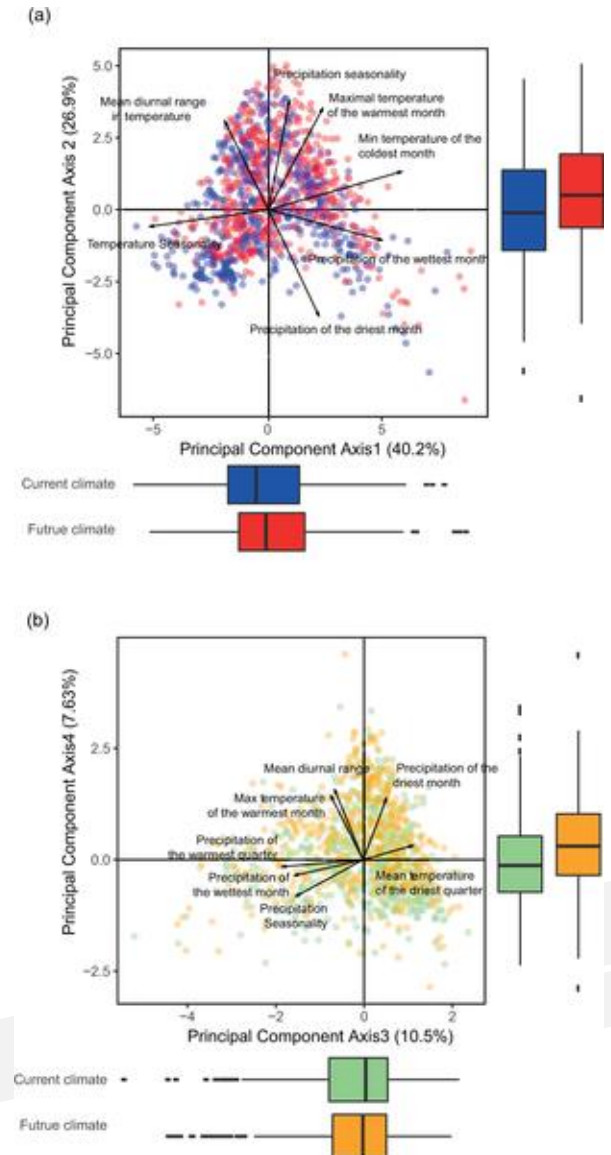 (a)
Principal Component Axis 2 (26.9%)
5.0
2.5
0.0
−2.5
−5.0
Precipitation seasonality
Mean diurnal range
in temperature
Maximal temperature
of the warmest month
Min temperature of the
coldest month
Temperature Seasonality
Precipitation of the wettest month
Precipitation of the driest month
−5
0
5
Principal Component Axis1 (40.2%)
Current climate
Futrue climate
(b)
Principal Component Axis4 (7.63%)
2.5
0.0
−2.5
Mean diurnal range
Precipitation of the
driest month
Max temperature
of the warmest month
Precipitation of
the warmest quarter
Precipitation of
the wettest month
Mean temperature
of the driest quarter
Precipitation
Seasonality
−4
−2
0
2
Principal Component Axis3 (10.5%)
Current climate
Futrue climate